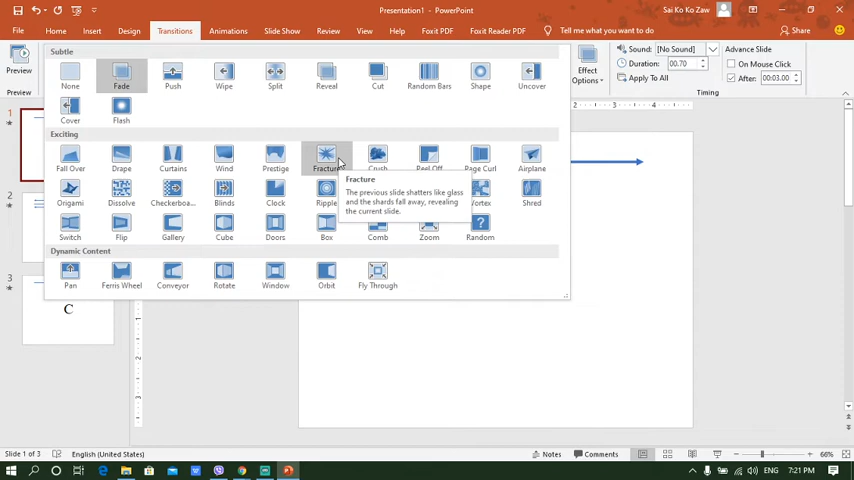 Presentation1 - PowerPoint
Sai Ko Ko Zaw
File Home Insert Design Transitions Animations Slide Show Review View Help Foxit PDF Foxit Reader PDF Tell me what you want to do Share
Preview
Preview
Subtle
None Fade Push Wipe Split Reveal Cut Random Bars Shape Uncover
Cover Flash
Exciting
Fall Over Drape Curtains Wind Prestige Fracture Crush Peel Off Page Curl Airplane
Origami Dissolve Checkerboa... Blinds Clock Ripple Vortex Shred
Switch Flip Gallery Cube Doors Box Comb Zoom Random
Dynamic Content
Pan Ferris Wheel Conveyor Rotate Window Orbit Fly Through
Fracture
The previous slide shatters like glass
and the shards fall away, revealing
the current slide.
Effect
Options
Sound: [No Sound]
Duration: 00.70
Apply To All
Advance Slide
On Mouse Click
After: 00:03.00
Timing
1
2
3
C
Slide 1 of 3 English (United States) Notes Comments 66%
ENG 7:21 PM